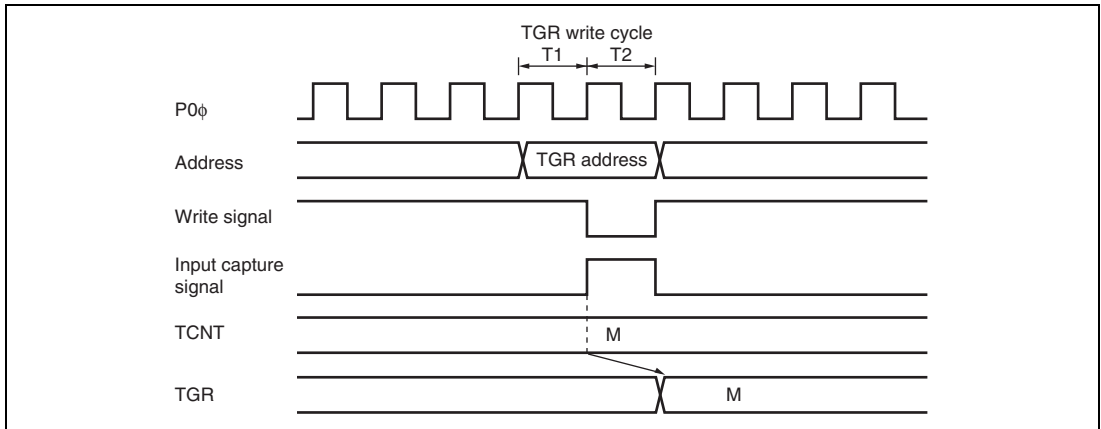 TGR write cycle
T1 T2
P0ϕ
Address
TGR address
Write signal
Input capture
signal
TCNT
M
TGR
M